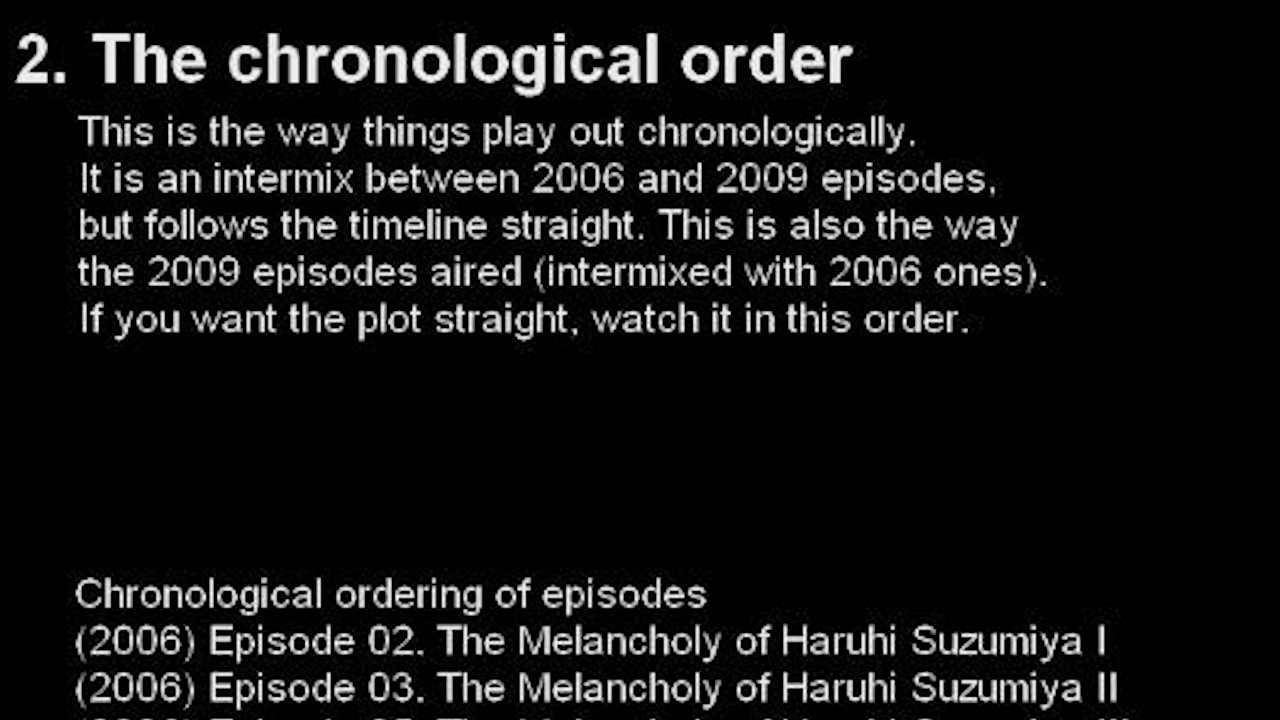 2. The chronological order
This is the way things play out chronologically.
It is an intermix between 2006 and 2009 episodes,
but follows the timeline straight. This is also the way
the 2009 episodes aired (intermixed with 2006 ones).
If you want the plot straight, watch it in this order.
Chronological ordering of episodes
(2006) Episode 02. The Melancholy of Haruhi Suzumiya I
(2006) Episode 03. The Melancholy of Haruhi Suzumiya II